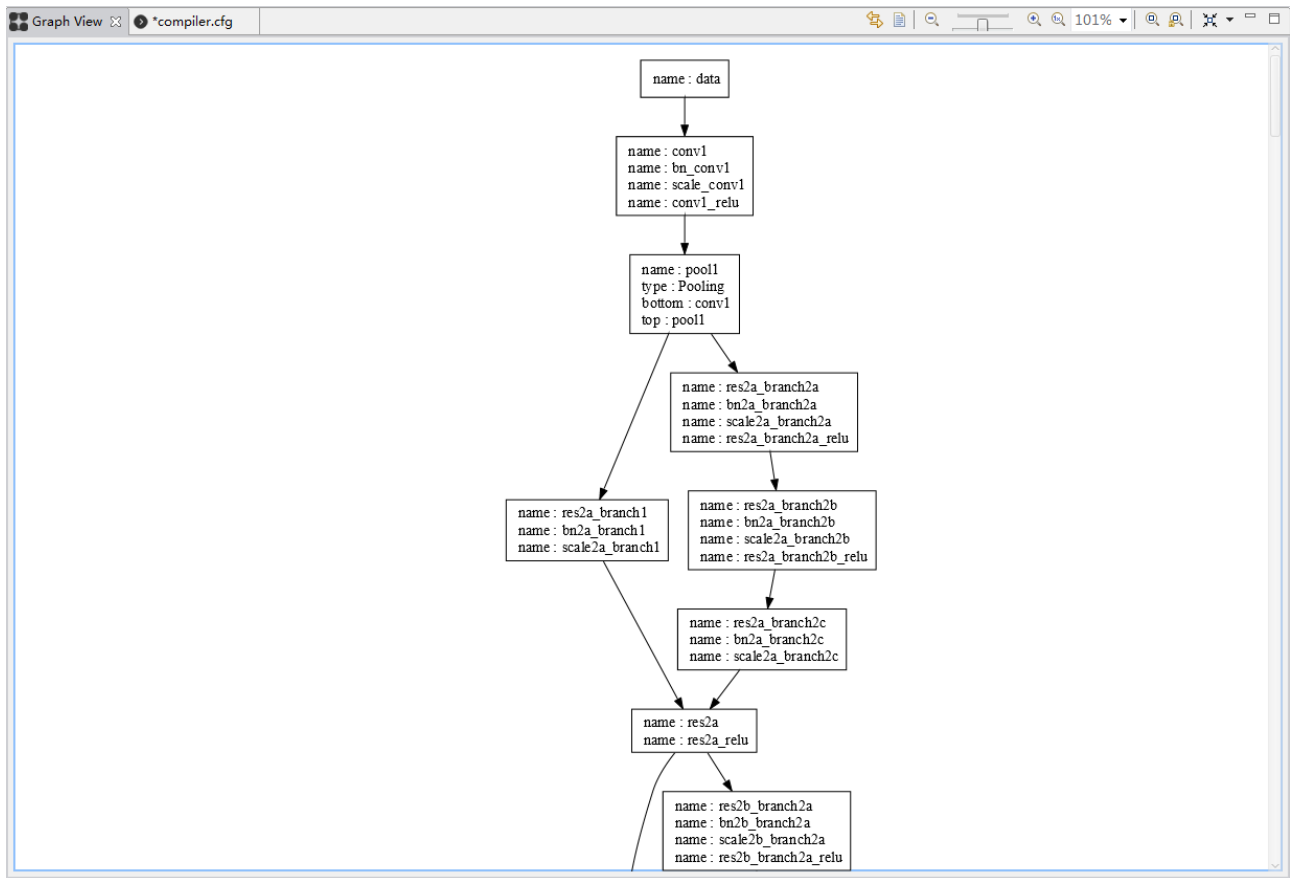 Graph View
*compiler.cfg
101%
name : data
name : conv1
name : bn_conv1
name : scale_conv1
name : conv1_relu
name : pool1
type : Pooling
bottom : conv1
top : pool1
name : res2a_branch2a
name : bn2a_branch2a
name : scale2a_branch2a
name : res2a_branch2a_relu
name : res2a_branch1
name : bn2a_branch1
name : scale2a_branch1
name : res2a_branch2b
name : bn2a_branch2b
name : scale2a_branch2b
name : res2a_branch2b_relu
name : res2a_branch2c
name : bn2a_branch2c
name : scale2a_branch2c
name : res2a
name : res2a_relu
name : res2b_branch2a
name : bn2b_branch2a
name : scale2b_branch2a
name : res2b_branch2a_relu